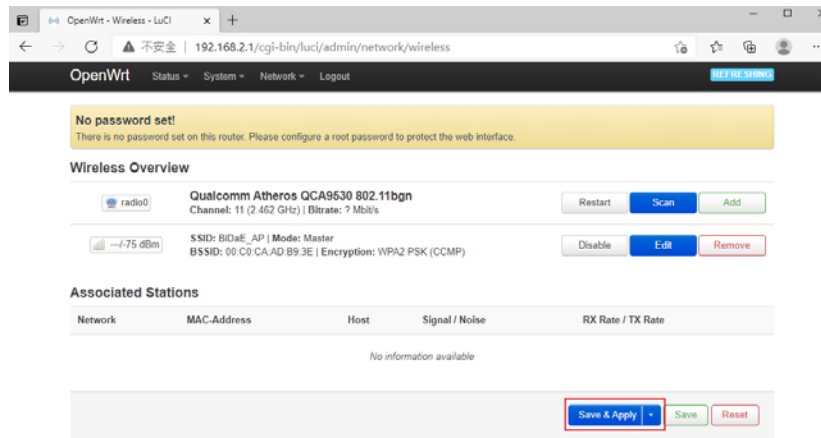 OpenWrt - Wireless - LuCI
不安全 | 192.168.2.1/cgi-bin/luci/admin/network/wireless
OpenWrt Status System Network Logout REFRESHING
No password set!
There is no password set on this router. Please configure a root password to protect the web interface.
Wireless Overview
radio0
Qualcomm Atheros QCA9530 802.11bgn
Channel: 11 (2.462 GHz) | Bitrate: ? Mbit/s
Restart Scan Add
---/-75 dBm
SSID: BiDaE_AP | Mode: Master
BSSID: 00:C0:CA:AD:B9:3E | Encryption: WPA2 PSK (CCMP)
Disable Edit Remove
Associated Stations
Network MAC-Address Host Signal / Noise RX Rate / TX Rate
No information available
Save & Apply Save Reset